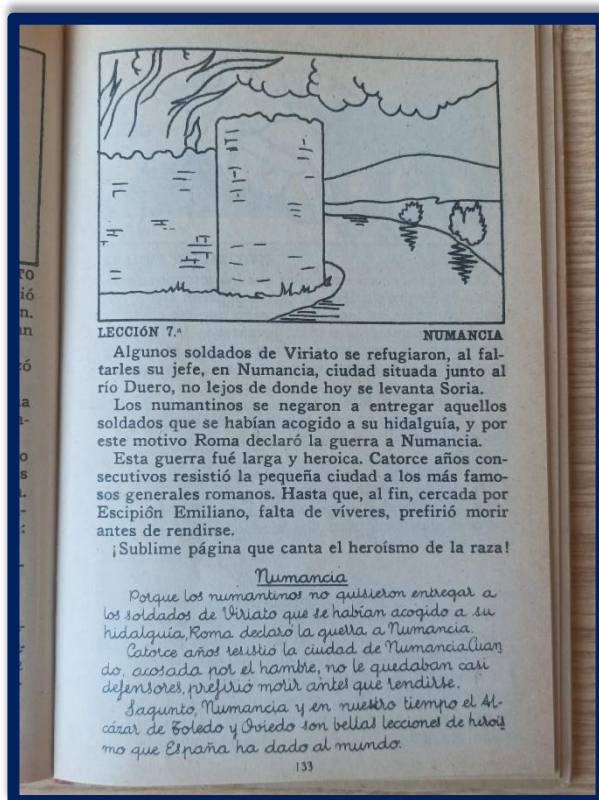 TO
ió
n.
an
có
a
a-
o
s
n.
:
LECCIÓN 7.ª NUMANCIA
Algunos soldados de Viriato se refugiaron, al fal-
tarles su jefe, en Numancia, ciudad situada junto al
río Duero, no lejos de donde hoy se levanta Soria.
Los numantinos se negaron a entregar aquellos
soldados que se habían acogido a su hidalguía, y por
este motivo Roma declaró la guerra a Numancia.
Esta guerra fué larga y heroica. Catorce años con-
secutivos resistió la pequeña ciudad a los más famo-
sos generales romanos. Hasta que, al fin, cercada por
Escipión Emiliano, falta de víveres, prefirió morir
antes de rendirse.
¡Sublime página que canta el heroísmo de la raza!
Numancia
Porque los numantinos no quisieron entregar a
los soldados de Viriato que se habían acogido a su
hidalguía, Roma declaró la guerra a Numancia.
Catorce años resistió la ciudad de Numancia. Cuan
do, acosada por el hambre, no le quedaban casi
defensores, prefirió morir antes que rendirse.
Sagunto, Numancia y en nuestro tiempo el Al-
cázar de Toledo y Oviedo son bellas lecciones de herois
mo que España ha dado al mundo.
133